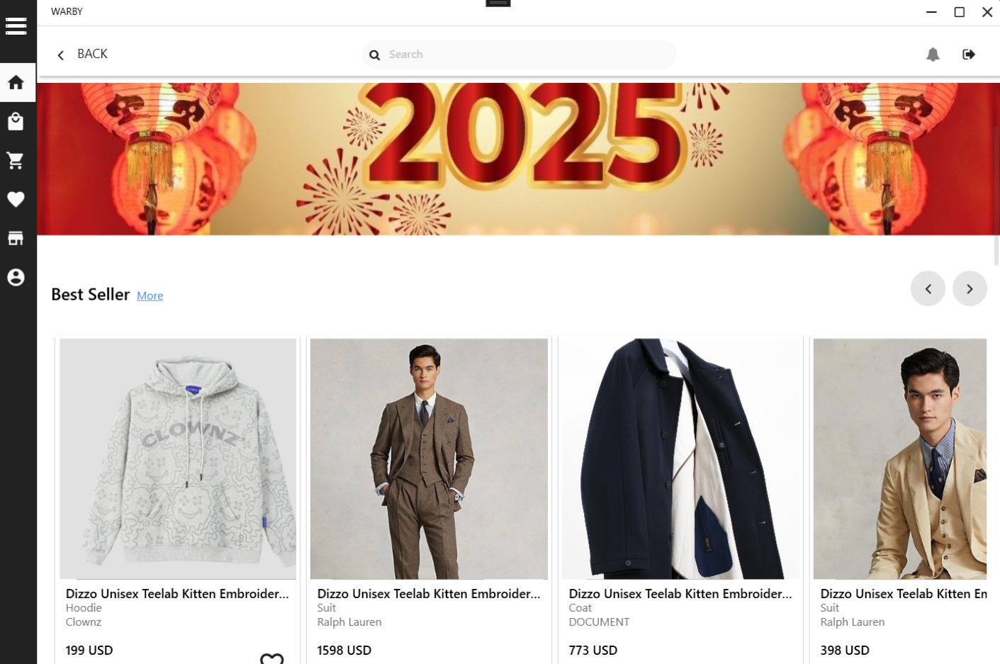 WARBY
BACK
Search
2025
Best Seller More
CLOWNZ
Dizzo Unisex Teelab Kitten Embroider...
Hoodie
Clownz
199 USD
Dizzo Unisex Teelab Kitten Embroider...
Suit
Ralph Lauren
1598 USD
Dizzo Unisex Teelab Kitten Embroider...
Coat
DOCUMENT
773 USD
Dizzo Unisex Teelab Kitten En
Suit
Ralph Lauren
398 USD